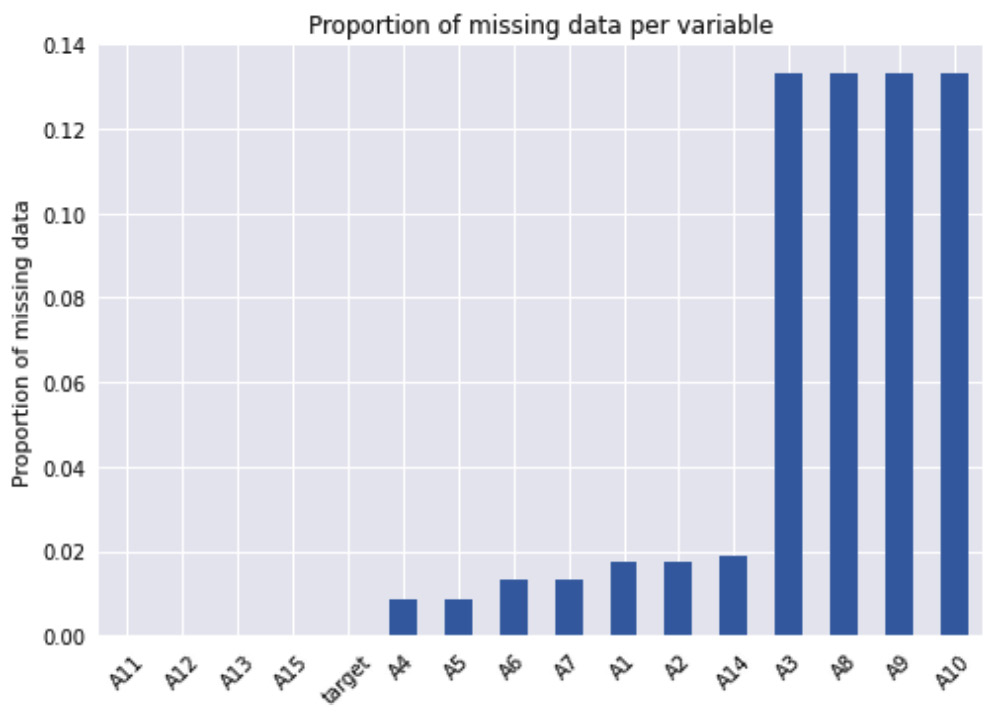 Proportion of missing data per variable
Proportion of missing data
0.14
0.12
0.10
0.08
0.06
0.04
0.02
0.00
A11 A12 A13 A15 target A4 A5 A6 A7 A1 A2 A14 A3 A8 A9 A10